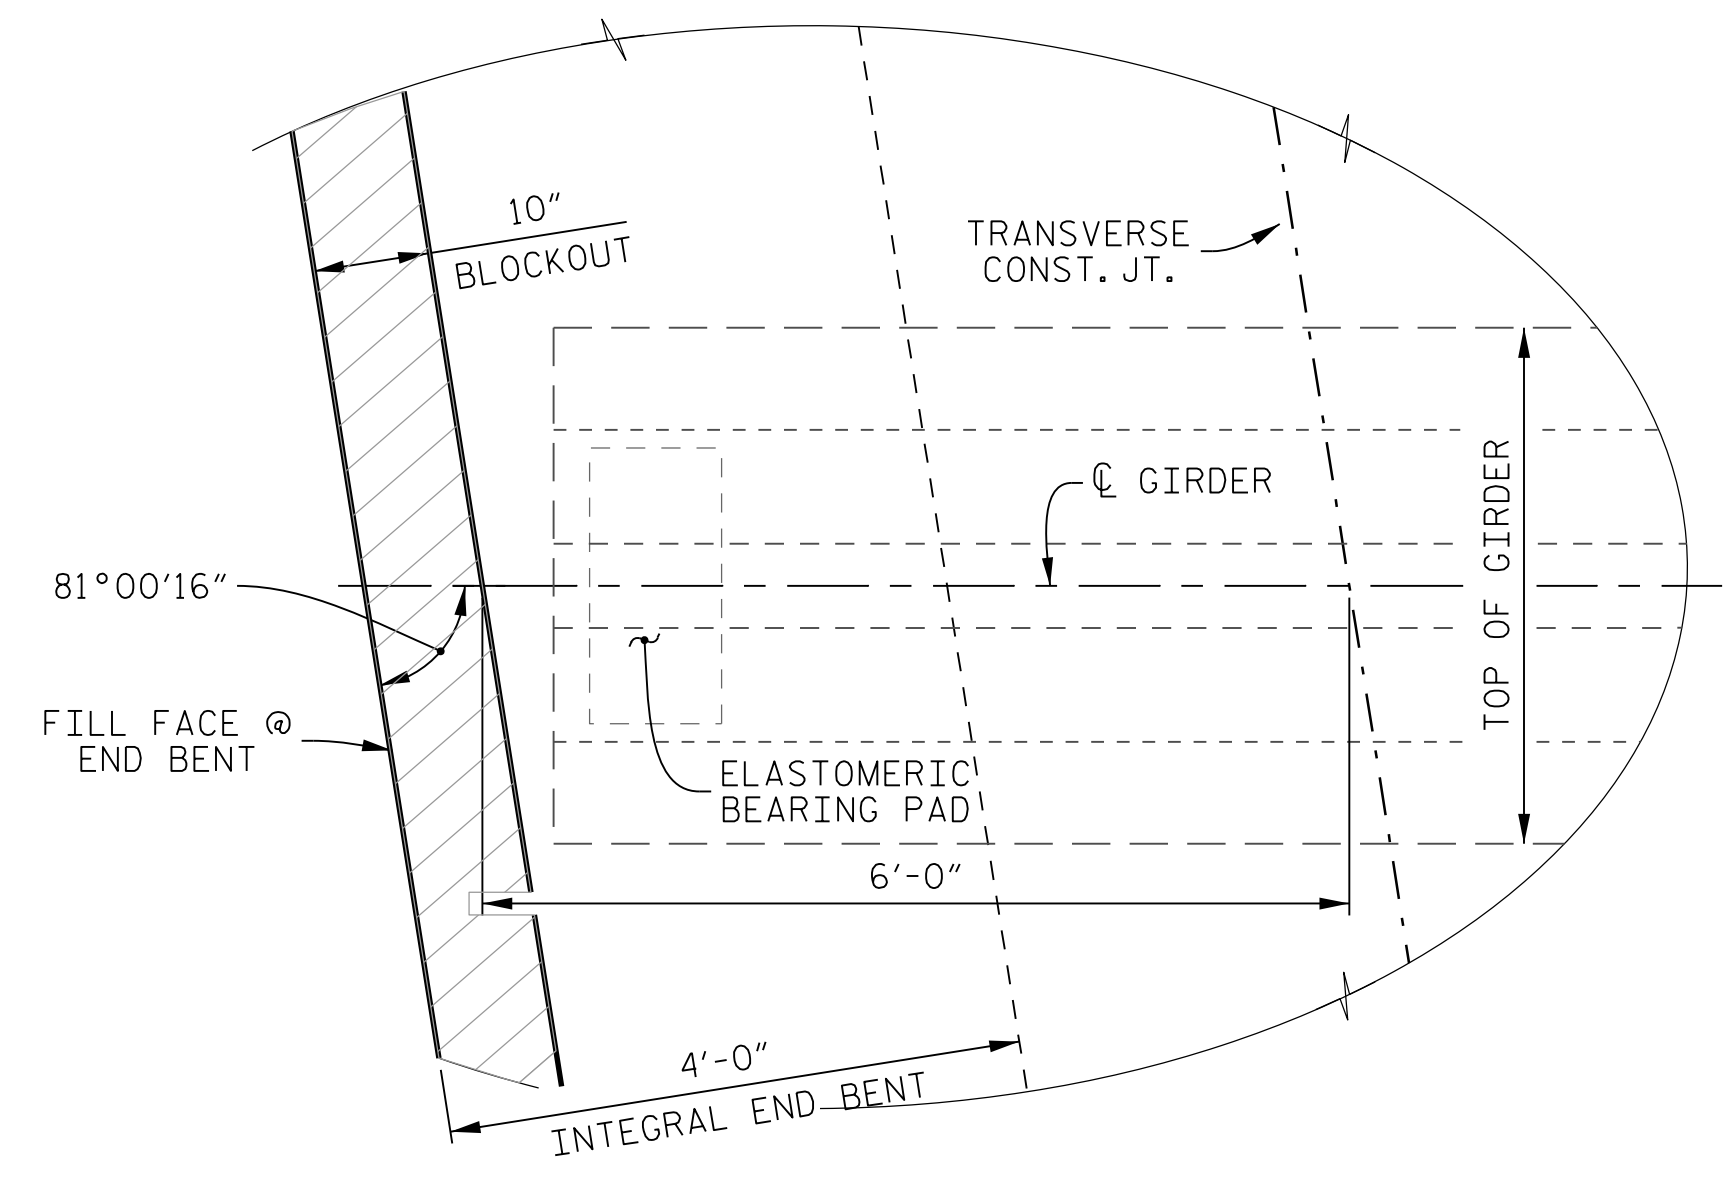 10"
BLOCKOUT
TRANSVERSE
CONST. JT.
℄ GIRDER
TOP OF GIRDER
81°00'16"
FILL FACE @
END BENT
ELASTOMERIC
BEARING PAD
6'-0"
4'-0"
INTEGRAL END BENT